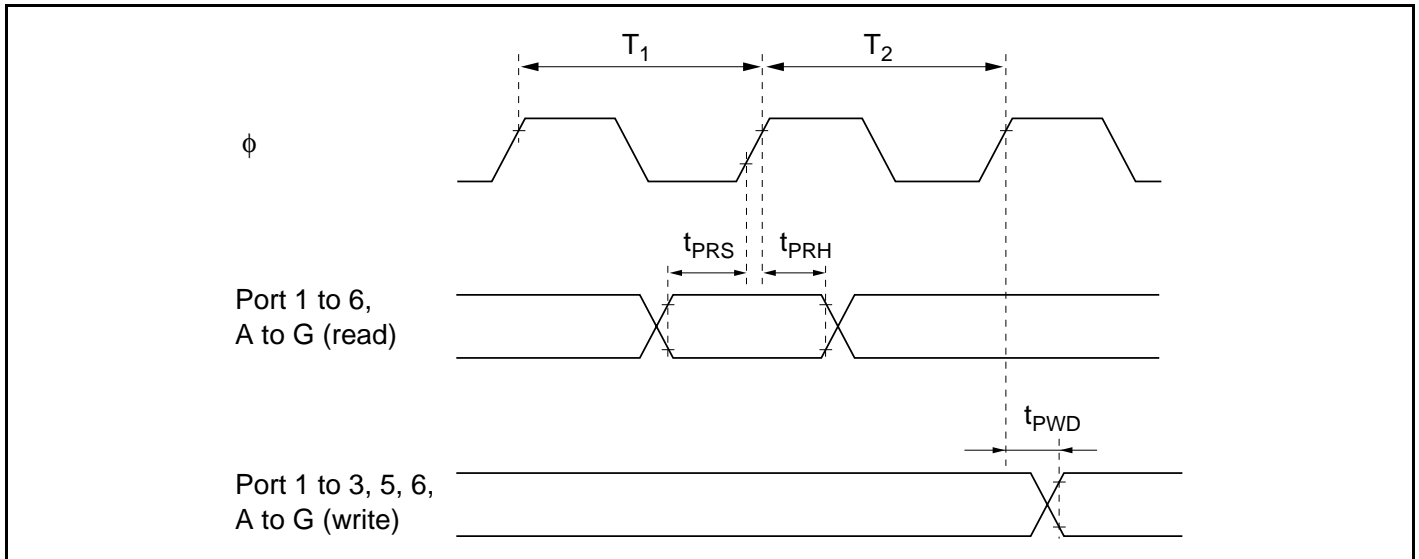 T1 T2
ϕ
tPRS tPRH
Port 1 to 6,
A to G (read)
tPWD
Port 1 to 3, 5, 6,
A to G (write)